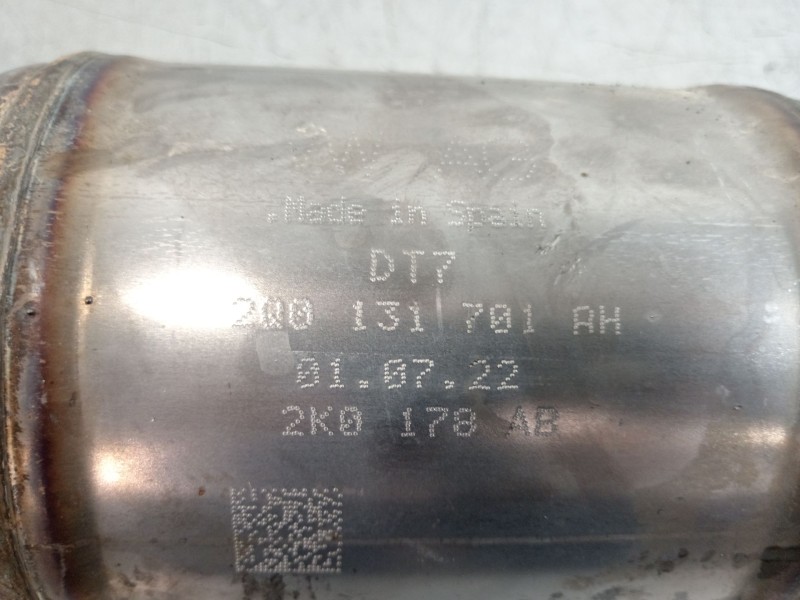 .Made in Spain
DT7
2Q0 131 701 AH
01.07.22
2K0 178 AB